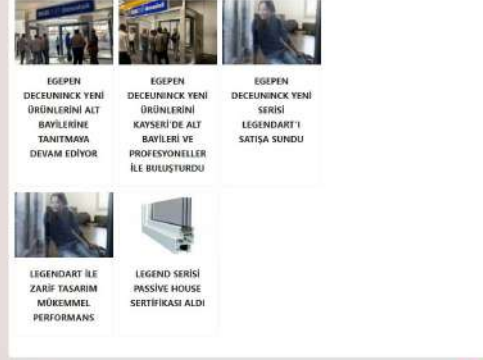 EGEPEN
DECEUNINCK YENİ
ÜRÜNLERİNİ ALT
BAYİLERİNE
TANITMAYA
DEVAM EDİYOR
EGEPEN
DECEUNINCK YENİ
ÜRÜNLERİNİ
KAYSERİ'DE ALT
BAYİLERİ VE
PROFESYONELLER
İLE BULUŞTURDU
EGEPEN
DECEUNINCK YENİ
SERİSİ
LEGENDART'I
SATIŞA SUNDU
LEGENDART İLE
ZARİF TASARIM
MÜKEMMEL
PERFORMANS
LEGEND SERİSİ
PASSİVE HOUSE
SERTİFİKASI ALDI